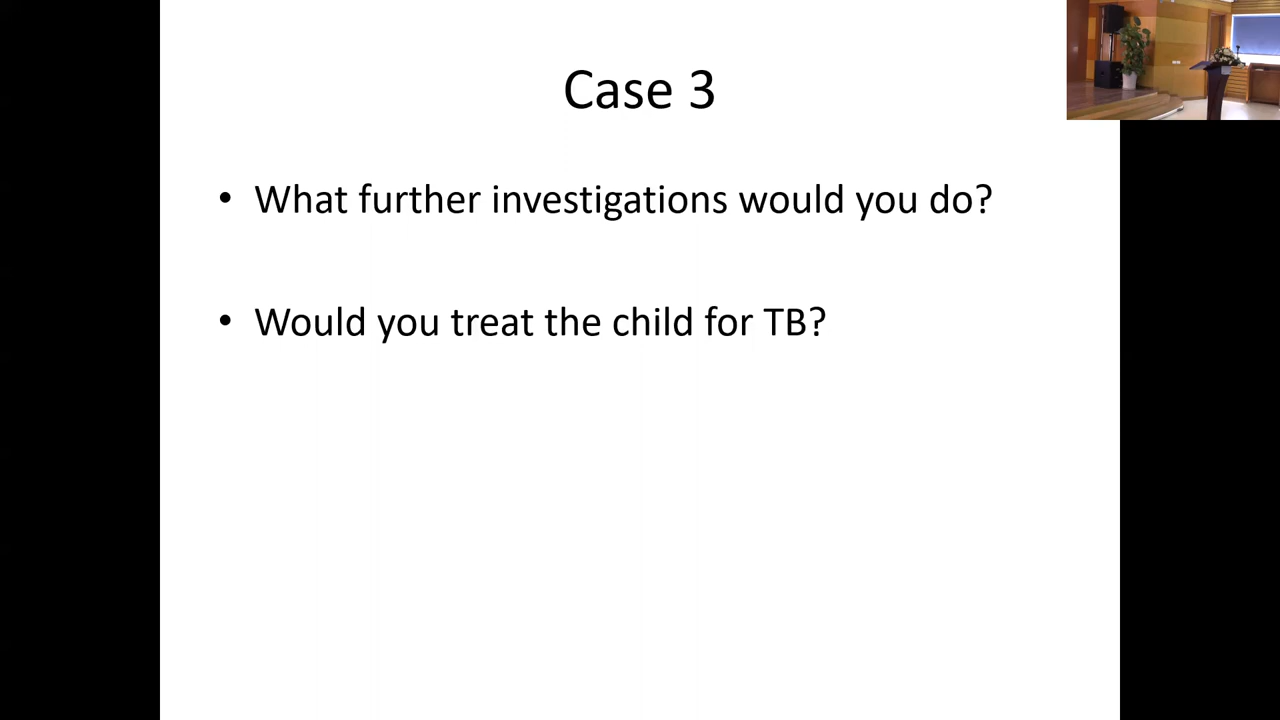 Case 3
• What further investigations would you do?
• Would you treat the child for TB?